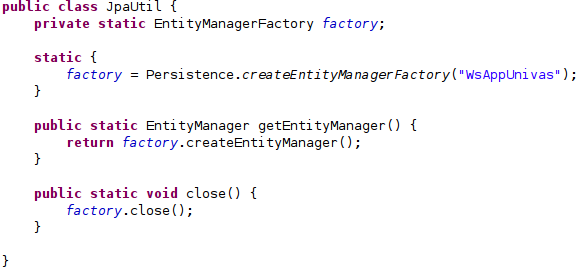 public class JpaUtil {
    private static EntityManagerFactory factory;

    static {
        factory = Persistence.createEntityManagerFactory("WsAppUnivas");
    }

    public static EntityManager getEntityManager() {
        return factory.createEntityManager();
    }

    public static void close() {
        factory.close();
    }

}